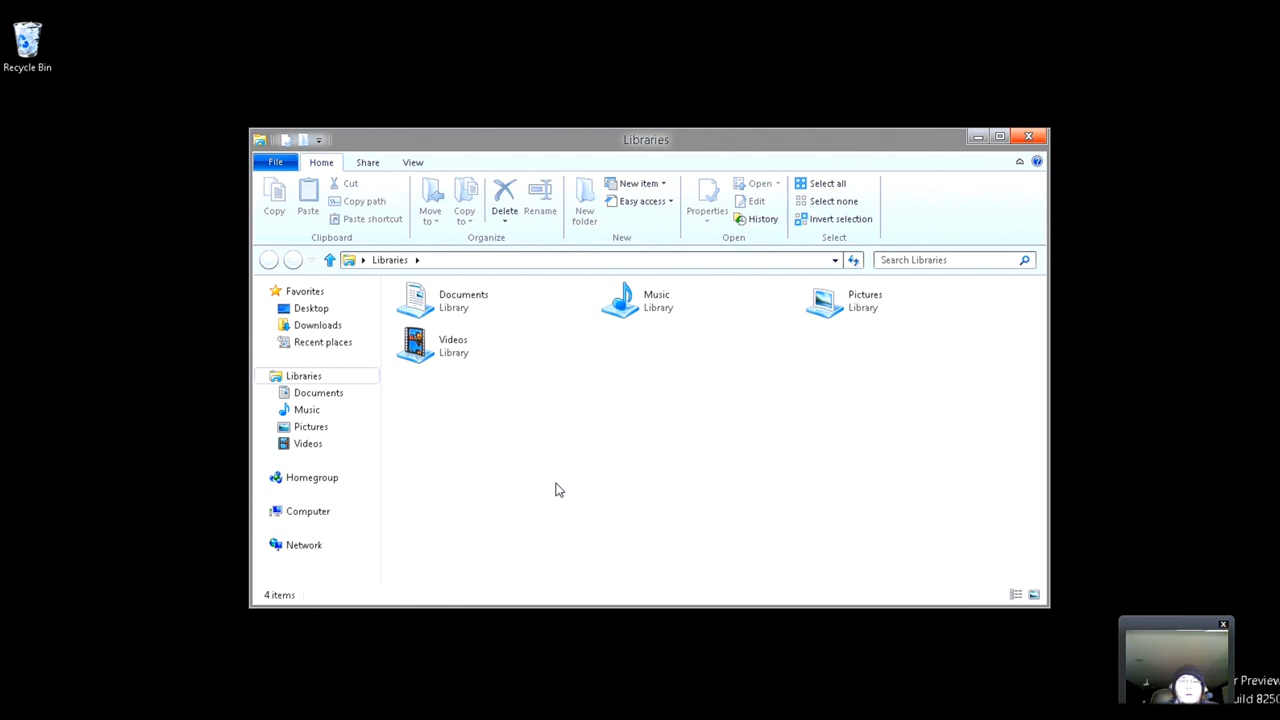 Recycle Bin
Libraries
File Home Share View
Copy
Paste
Cut
Copy path
Paste shortcut
Clipboard
Move to
Copy to
Delete
Rename
Organize
New folder
New item
Easy access
New
Properties
Open
Edit
History
Open
Select all
Select none
Invert selection
Select
Libraries
Search Libraries
Favorites
Desktop
Downloads
Recent places
Libraries
Documents
Music
Pictures
Videos
Homegroup
Computer
Network
Documents
Library
Music
Library
Pictures
Library
Videos
Library
4 items
r Preview
uild 8250